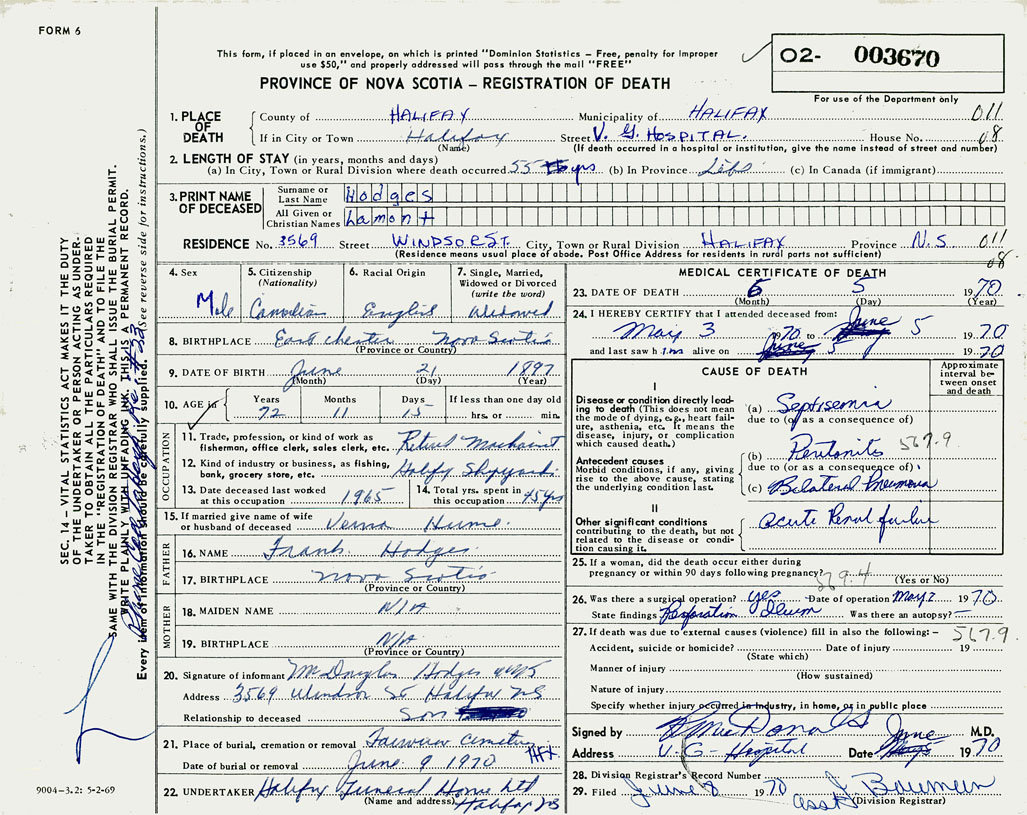 FORM 6
This form, if placed in an envelope, on which is printed "Dominion Statistics – Free, penalty for improper
use $50," and properly addressed will pass through the mail "FREE"
PROVINCE OF NOVA SCOTIA – REGISTRATION OF DEATH
02- 003670
For use of the Department only
1. PLACE OF DEATH
County of HALIFAX Municipality of HALIFAX 011
If in City or Town Halifax Street V. G. HOSPITAL. House No. 08
(Name) (If death occurred in a hospital or institution, give the name instead of street and number)
2. LENGTH OF STAY (in years, months and days)
(a) In City, Town or Rural Division where death occurred 55 yrs (b) In Province Life (c) In Canada (if immigrant)
3. PRINT NAME OF DECEASED
Surname or Last Name Hodges
All Given or Christian Names Lamont
RESIDENCE No. 3569 Street WINDSOR ST. City, Town or Rural Division HALIFAX Province N.S. 011
(Residence means usual place of abode. Post Office Address for residents in rural parts not sufficient) 08
4. Sex Male
5. Citizenship (Nationality) Canadian
6. Racial Origin English
7. Single, Married, Widowed or Divorced (write the word) Widowed
8. BIRTHPLACE East Chester Nova Scotia
(Province or Country)
9. DATE OF BIRTH June 21 1897
(Month) (Day) (Year)
10. AGE in Years Months Days If less than one day old
72 11 15 hrs. or min.
OCCUPATION
11. Trade, profession, or kind of work as fisherman, office clerk, sales clerk, etc. Retired Machinist
12. Kind of industry or business, as fishing, bank, grocery store, etc. Halifax Shipyards
13. Date deceased last worked at this occupation 1965
14. Total yrs. spent in this occupation 45 yrs
15. If married give name of wife or husband of deceased Verna Hume
FATHER
16. NAME Frank Hodges
17. BIRTHPLACE Nova Scotia
(Province or Country)
MOTHER
18. MAIDEN NAME N/A
19. BIRTHPLACE N/A
(Province or Country)
20. Signature of informant McDouglas Hodges
Address 3569 Windsor St Halifax NS
Relationship to deceased Son
21. Place of burial, cremation or removal Fairview Cemetery Hfx
Date of burial or removal June 9 1970
22. UNDERTAKER Halifax Funeral Home Ltd
(Name and address) Halifax NS
MEDICAL CERTIFICATE OF DEATH
23. DATE OF DEATH 6 5 1970
(Month) (Day) (Year)
24. I HEREBY CERTIFY that I attended deceased from:
May 3 1970 June 5 1970
and last saw him alive on June 5 1970
CAUSE OF DEATH
Approximate interval between onset and death
I
Disease or condition directly leading to death (This does not mean the mode of dying, e.g., heart failure, asthenia, etc. It means the disease, injury, or complication which caused death.)
(a) Septisemia
due to (or as a consequence of)
Antecedent causes
Morbid conditions, if any, giving rise to the above cause, stating the underlying condition last.
(b) Peritonitis 567.9
due to (or as a consequence of)
(c) Bilateral Pneumonia
II
Other significant conditions contributing to the death, but not related to the disease or condition causing it.
Acute Renal failure
25. If a woman, did the death occur either during pregnancy or within 90 days following pregnancy?
569.4 (Yes or No)
26. Was there a surgical operation? yes Date of operation May 2 1970.
State findings Perforation Ileum Was there an autopsy? –
27. If death was due to external causes (violence) fill in also the following: – 567.9
Accident, suicide or homicide? Date of injury 19
(State which)
Manner of injury
(How sustained)
Nature of injury
Specify whether injury occurred in industry, in home, or in public place
Signed by McDonald M.D.
Address V. G. Hospital Date June 1970
28. Division Registrar's Record Number
29. Filed June 8 1970 J. Bauman
asst (Division Registrar)
SEC. 14 – VITAL STATISTICS ACT MAKES IT THE DUTY
OF THE UNDERTAKER OR PERSON ACTING AS UNDER-
TAKER TO OBTAIN ALL THE PARTICULARS REQUIRED
IN THE "REGISTRATION OF DEATH" AND TO FILE THE
SAME WITH THE DIVISION REGISTRAR WHO SHALL ISSUE THE BURIAL PERMIT.
WRITE PLAINLY WITH UNFADING INK. THIS IS A PERMANENT RECORD.
Every item of information should be carefully supplied. (See reverse side for instructions.)
9004–3.2: 5-2-69